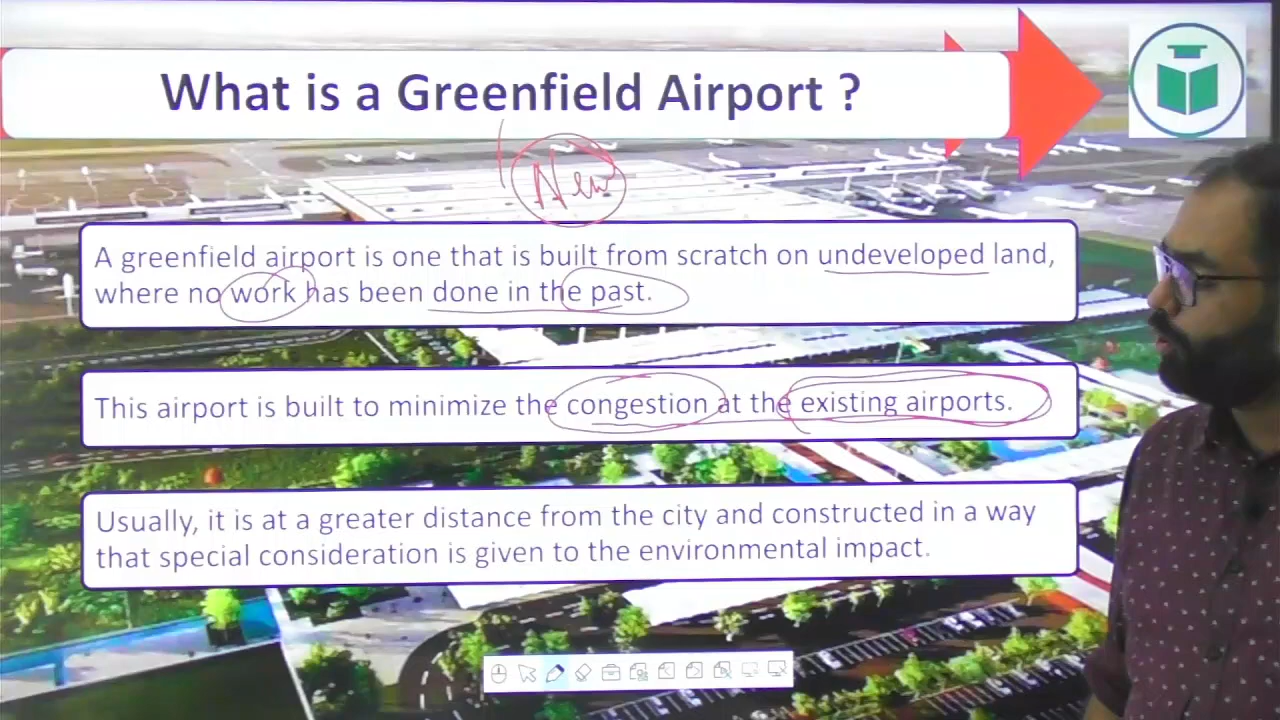 What is a Greenfield Airport ?
New
A greenfield airport is one that is built from scratch on undeveloped land,
where no work has been done in the past.
This airport is built to minimize the congestion at the existing airports.
Usually, it is at a greater distance from the city and constructed in a way
that special consideration is given to the environmental impact.